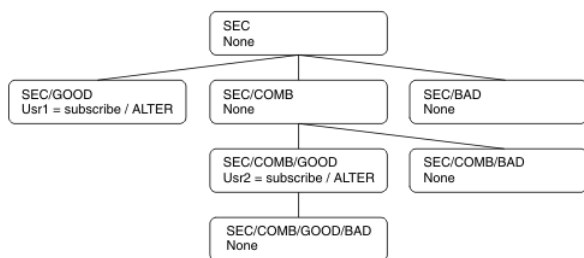 SEC
None
SEC/GOOD
Usr1 = subscribe / ALTER
SEC/COMB
None
SEC/BAD
None
SEC/COMB/GOOD
Usr2 = subscribe / ALTER
SEC/COMB/BAD
None
SEC/COMB/GOOD/BAD
None